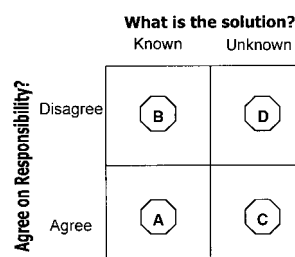 What is the solution?
Known Unknown
Agree on Responsibility?
Disagree B D
Agree A C